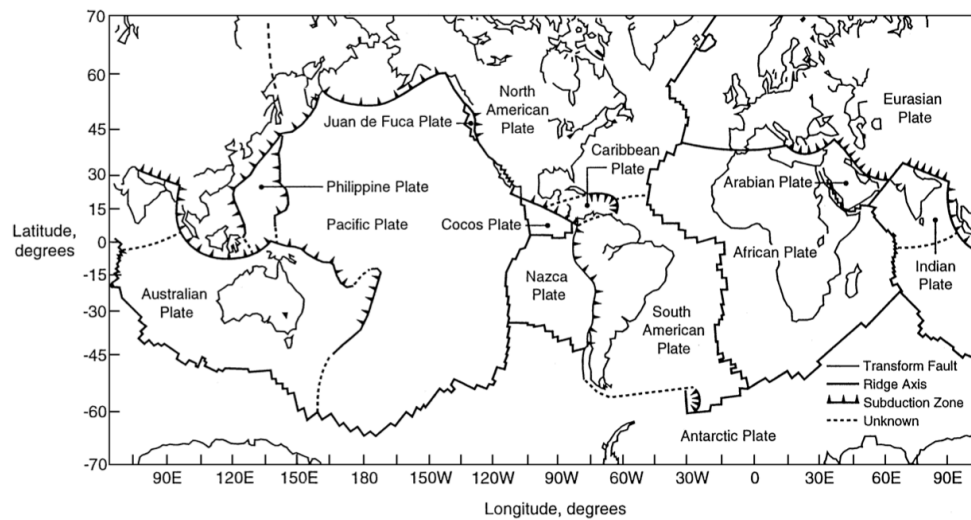 70
60
45
30
15
0
-15
-30
-45
-60
-70
Latitude,
degrees
90E
120E
150E
180
150W
120W
90W
60W
30W
0
30E
60E
90E
Longitude, degrees
North
American
Plate
Juan de Fuca Plate
Caribbean
Plate
Eurasian
Plate
Philippine Plate
Arabian Plate
Pacific Plate
Cocos Plate
African Plate
Nazca
Plate
Indian
Plate
Australian
Plate
South
American
Plate
Transform Fault
Ridge Axis
Subduction Zone
Unknown
Antarctic Plate